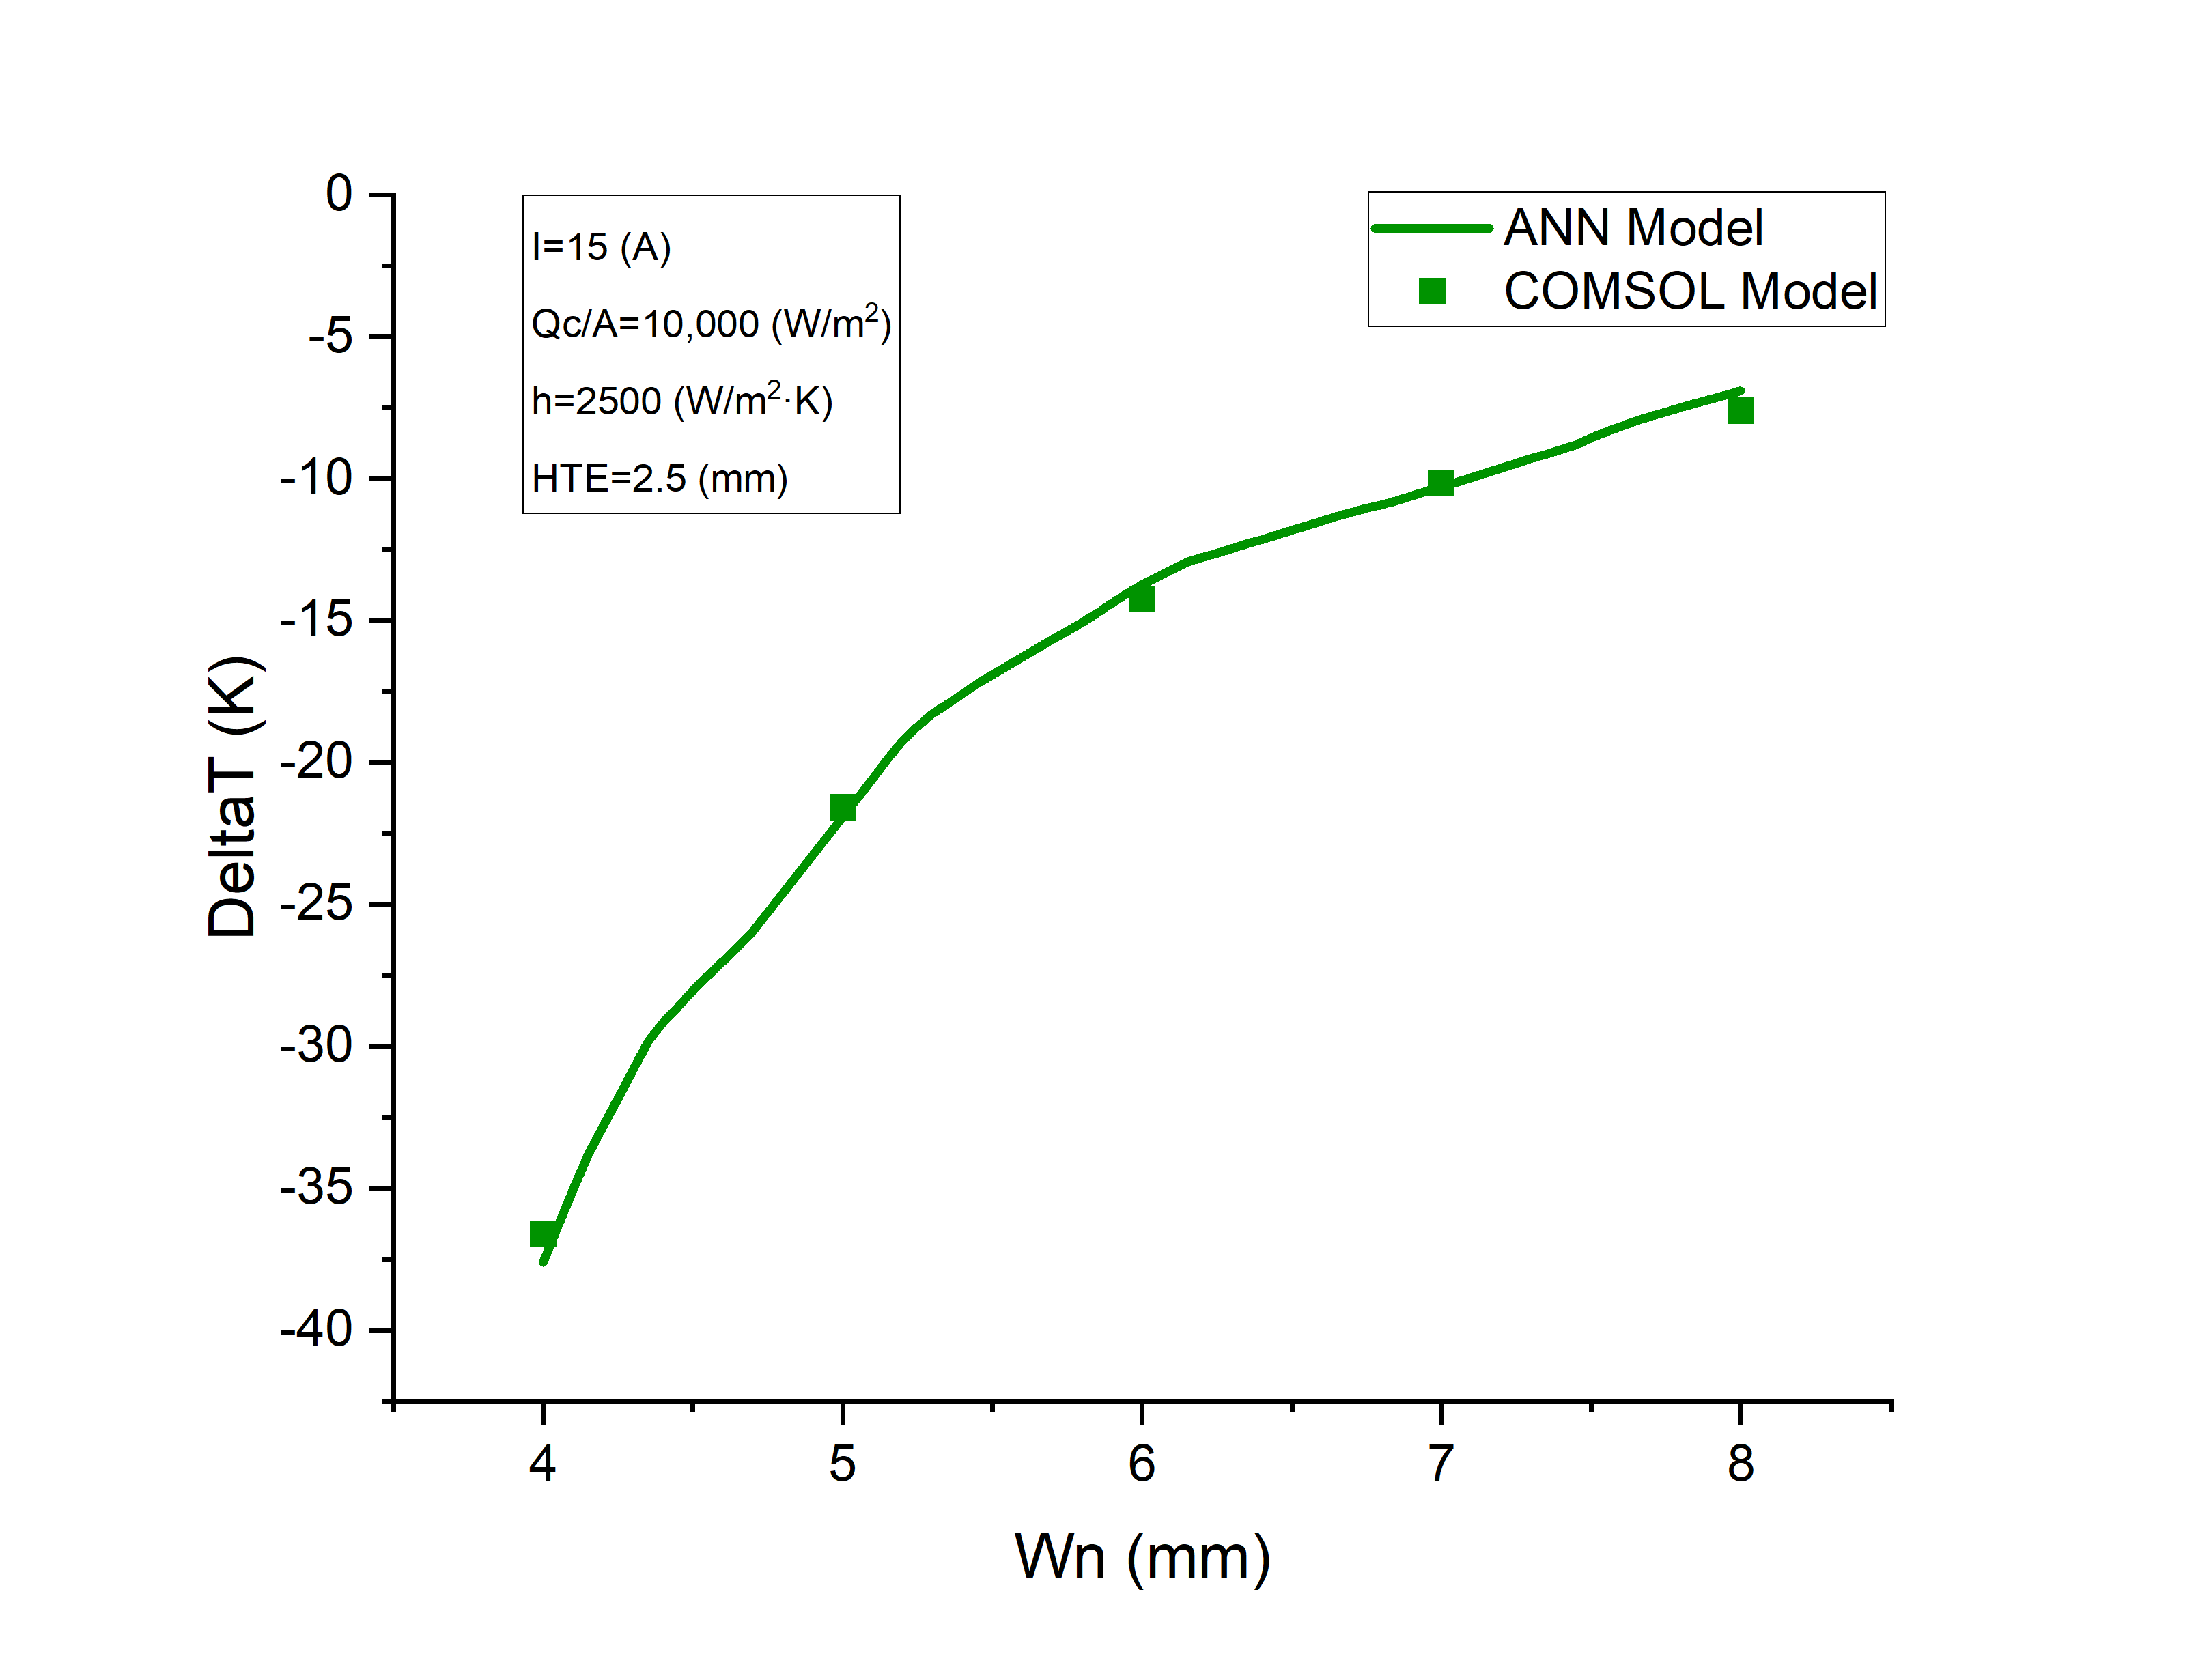 0
-5
-10
-15
-20
-25
-30
-35
-40
DeltaT (K)
I=15 (A)
Qc/A=10,000 (W/m²)
h=2500 (W/m²·K)
HTE=2.5 (mm)
ANN Model
COMSOL Model
4 5 6 7 8
Wn (mm)